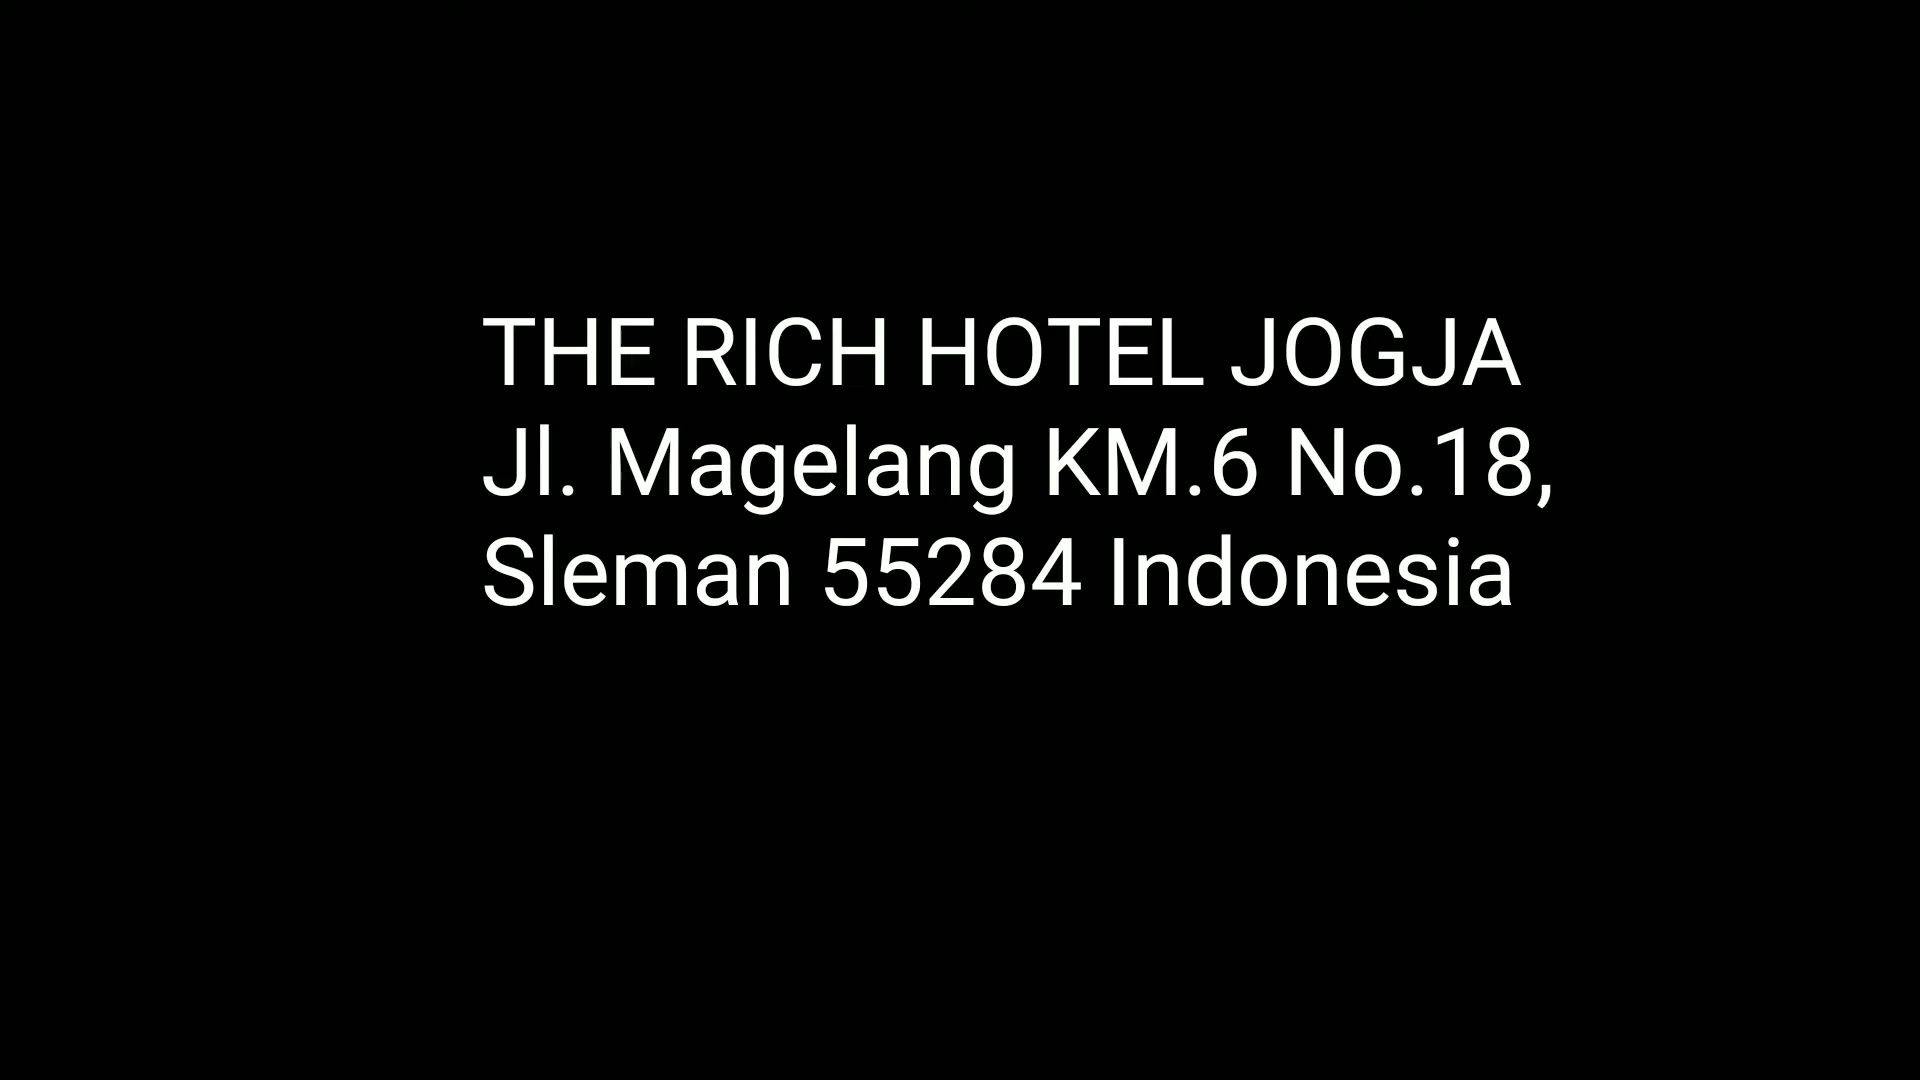 THE RICH HOTEL JOGJA
Jl. Magelang KM.6 No.18,
Sleman 55284 Indonesia